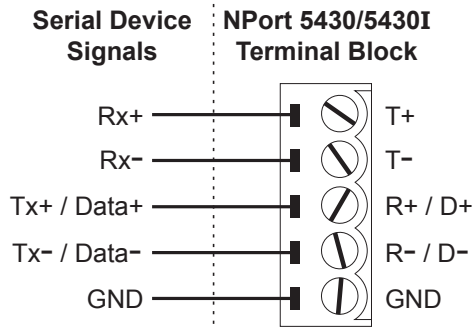 Serial Device Signals
NPort 5430/5430I Terminal Block
Rx+ T+
Rx- T-
Tx+ / Data+ R+ / D+
Tx- / Data- R- / D-
GND GND